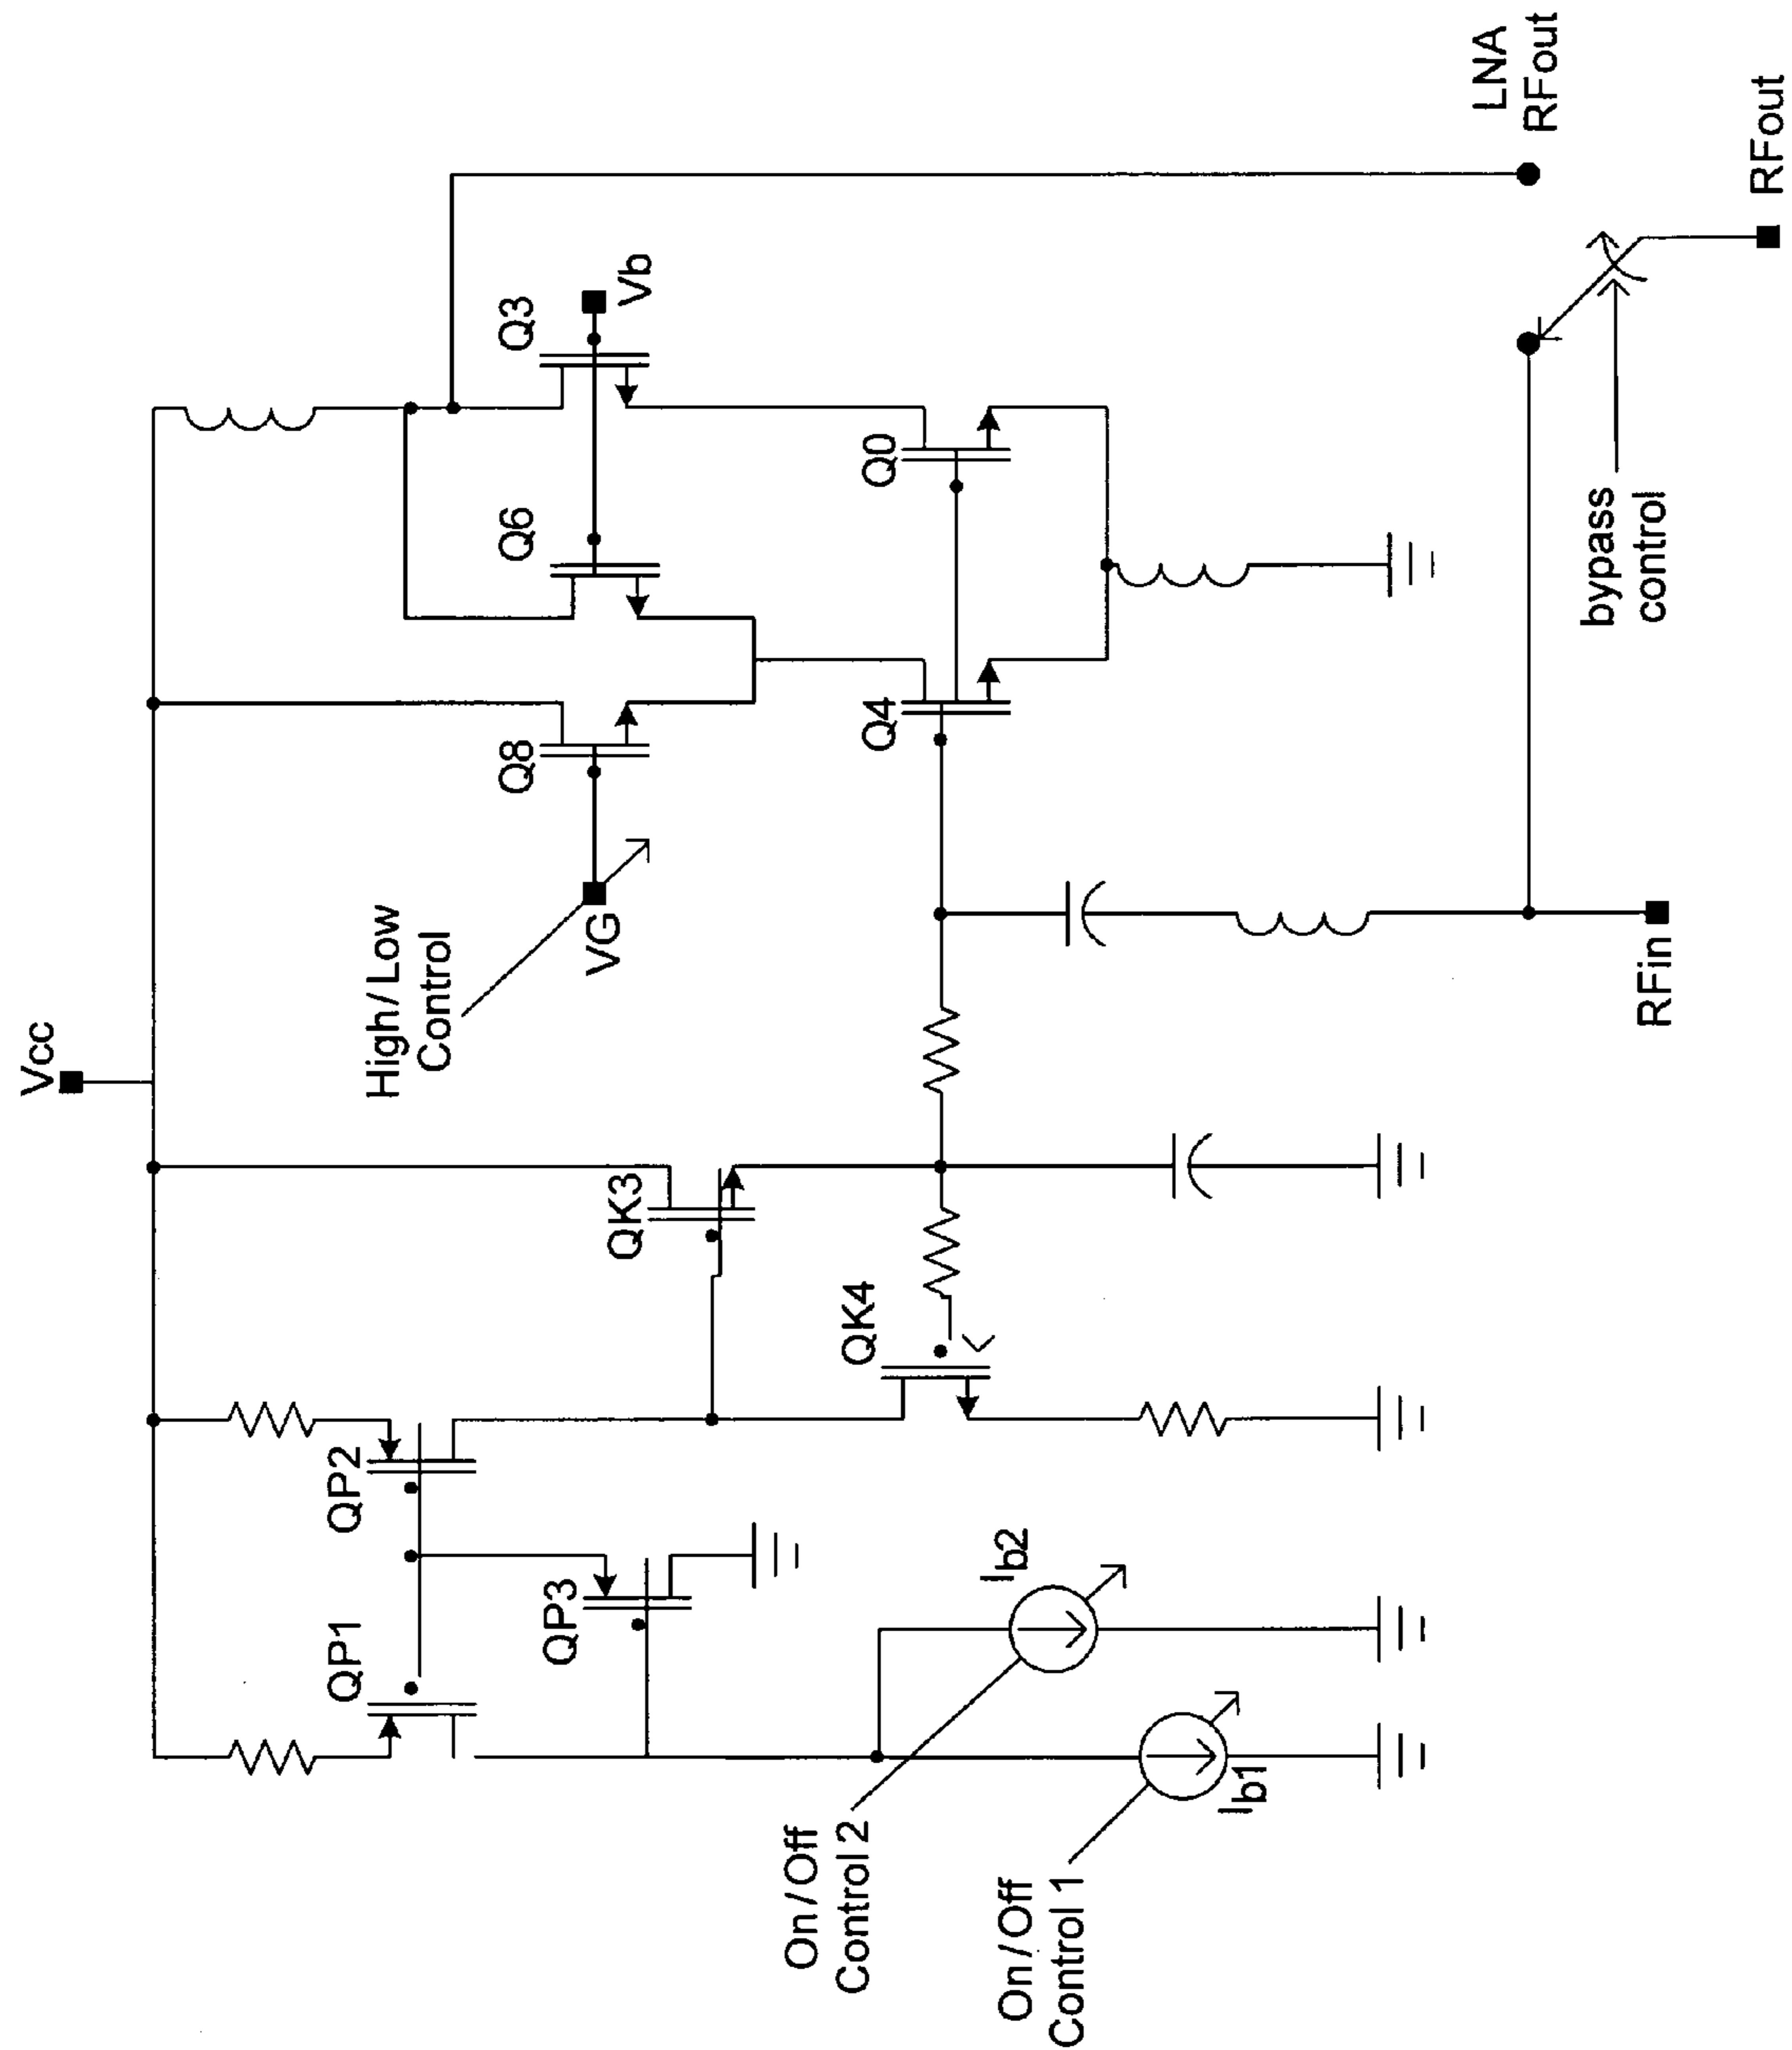 Vcc
LNA
RFout
RFout
Q3
Vb
Q6
Q8
High/Low
Control
VG
Q0
Q4
bypass
control
RFin
QK3
QK4
QP2
QP1
QP3
Ib2
Ib1
On/Off
Control 2
On/Off
Control 1